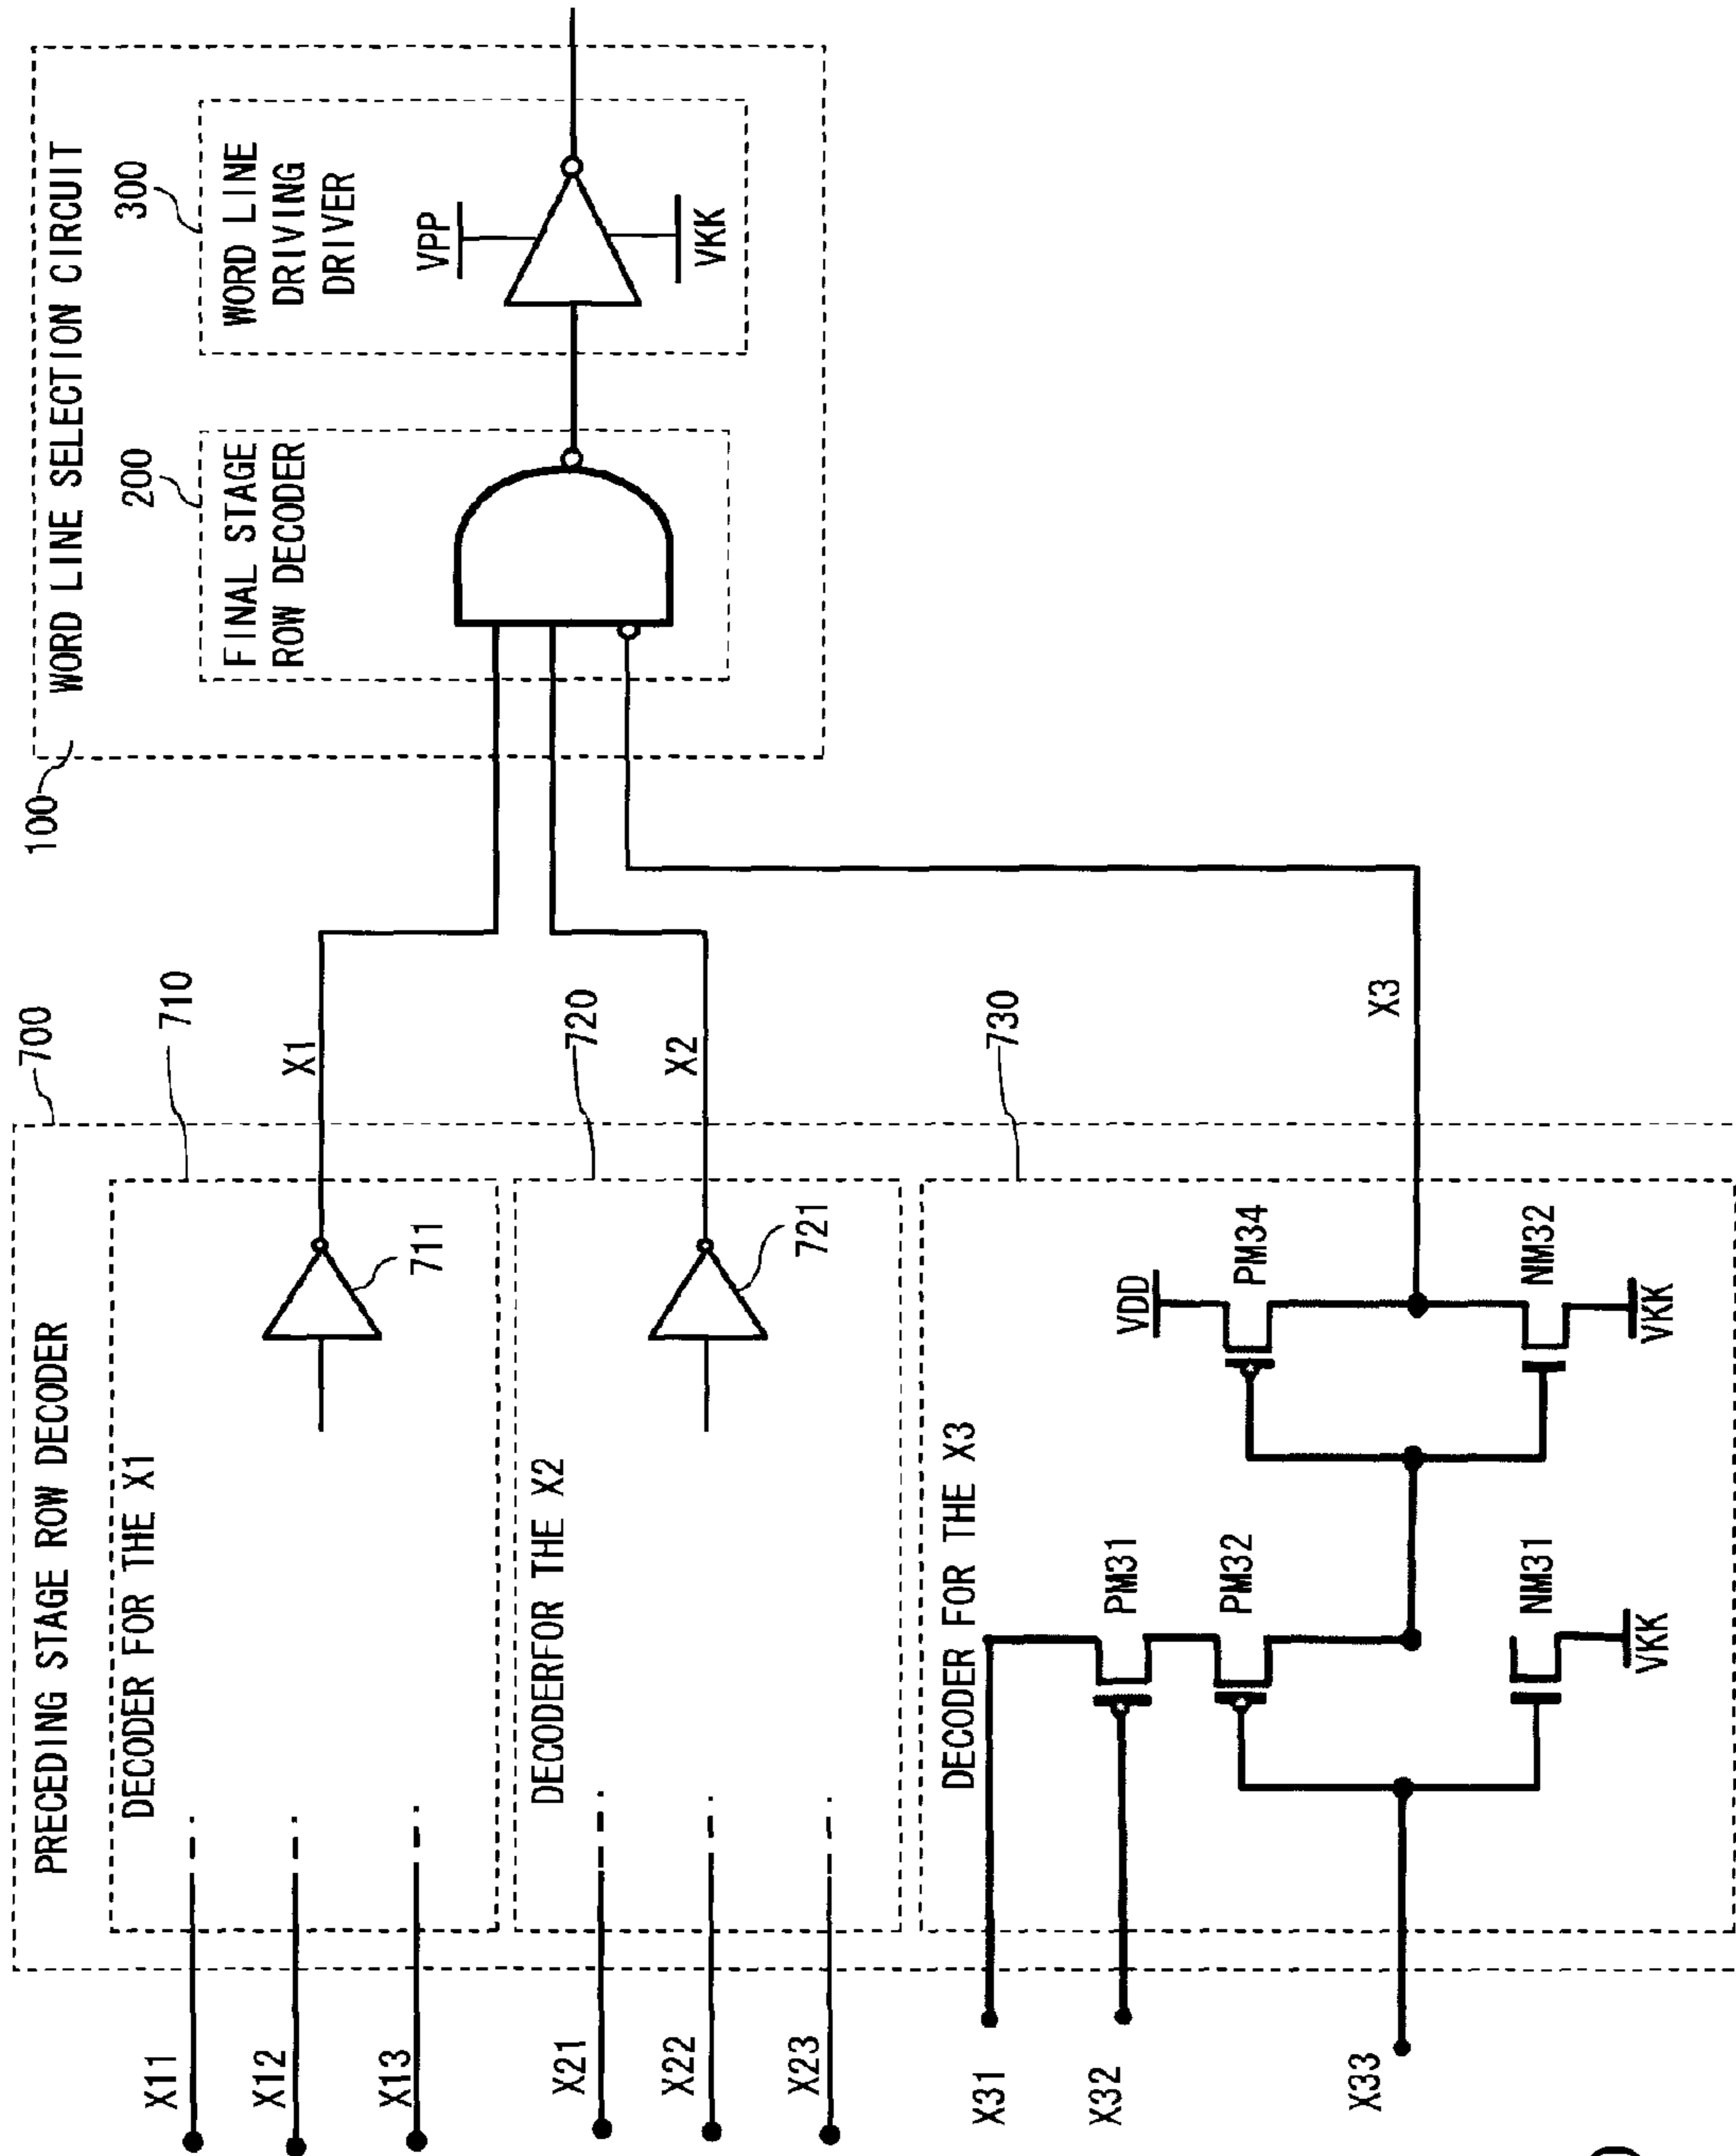 PRECEDING STAGE ROW DECODER
700
X11
X12
X13
DECODER FOR THE X1
710
711
X1
X21
X22
X23
DECODERFOR THE X2
720
721
X2
X31
X32
X33
DECODER FOR THE X3
730
PM31
PM32
NM31
VKK
VDD
PM34
NM32
VKK
X3
100
WORD LINE SELECTION CIRCUIT
200
FINAL STAGE
ROW DECODER
300
WORD LINE
DRIVING
DRIVER
VPP
VKK